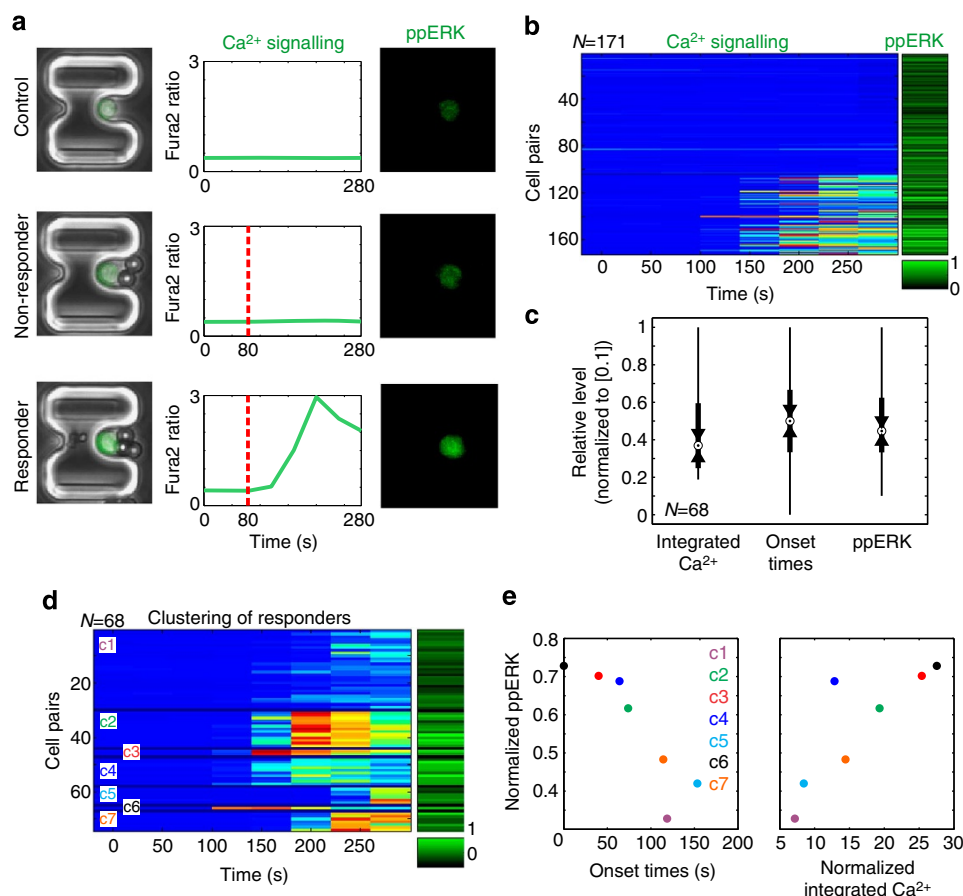 a
Ca²⁺ signalling
ppERK
Control
Fura2 ratio
3
0
0
280
Non-responder
Fura2 ratio
3
0
0
80
280
Responder
Fura2 ratio
3
0
0
80
280
Time (s)
b
N=171
Ca²⁺ signalling
ppERK
Cell pairs
40
80
120
160
0
50
100
150
200
250
Time (s)
1
0
c
Relative level
(normalized to [0.1])
1
0.8
0.6
0.4
0.2
0
N=68
Integrated
Ca²⁺
Onset
times
ppERK
d
N=68
Clustering of responders
Cell pairs
20
40
60
c1
c2
c3
c4
c5
c6
c7
0
50
100
150
200
250
Time (s)
1
0
e
Normalized ppERK
0.8
0.7
0.6
0.5
0.4
c1
c2
c3
c4
c5
c6
c7
0
50
100
150
200
Onset times (s)
5
10
15
20
25
30
Normalized
integrated Ca²⁺